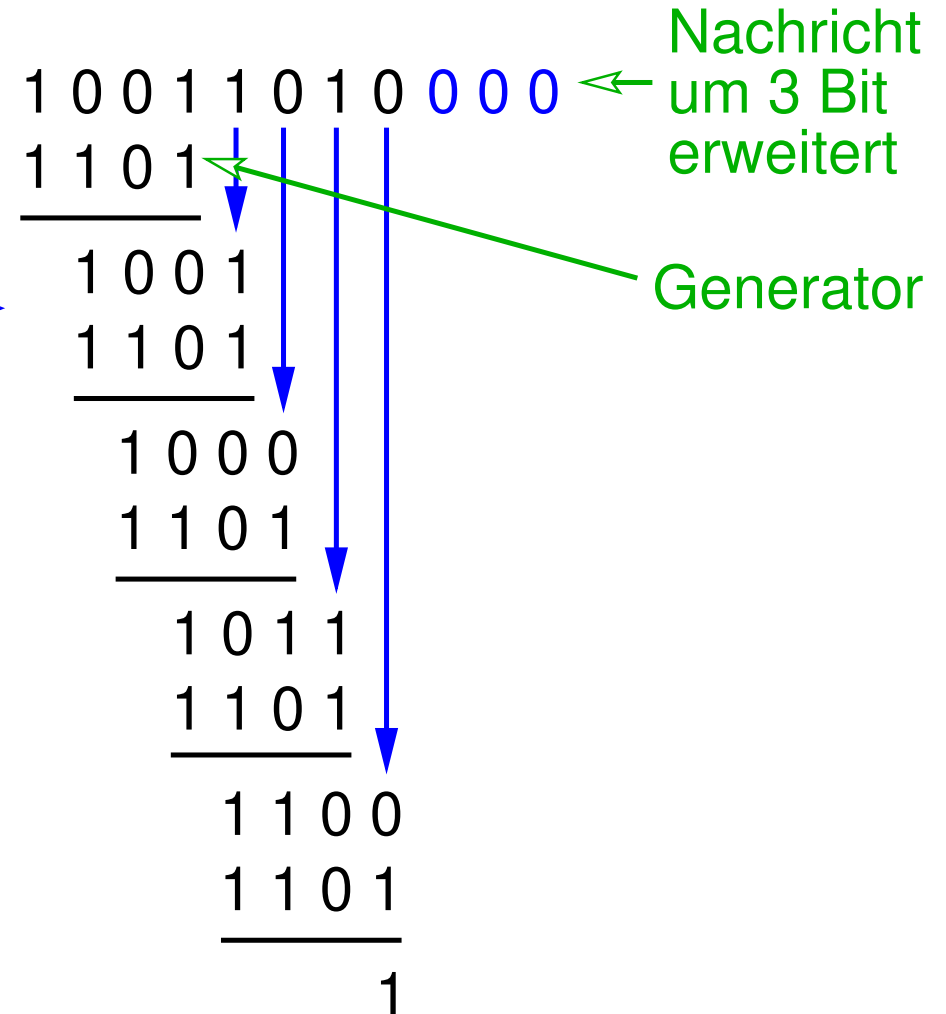 Nachricht
1 0 0 1 1 0 1 0 0 0 0 um 3 Bit
1 1 0 1 erweitert
1 0 0 1 Generator
1 1 0 1
1 0 0 0
1 1 0 1
1 0 1 1
1 1 0 1
1 1 0 0
1 1 0 1
1